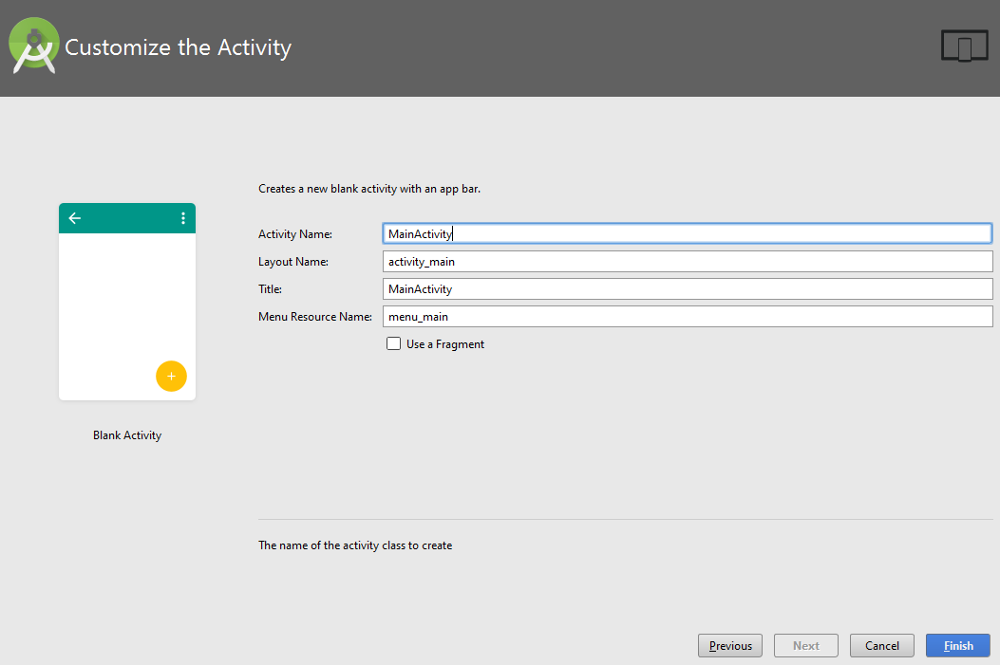 Customize the Activity
Creates a new blank activity with an app bar.
Activity Name: MainActivity
Layout Name: activity_main
Title: MainActivity
Menu Resource Name: menu_main
Use a Fragment
Blank Activity
The name of the activity class to create
Previous Next Cancel Finish